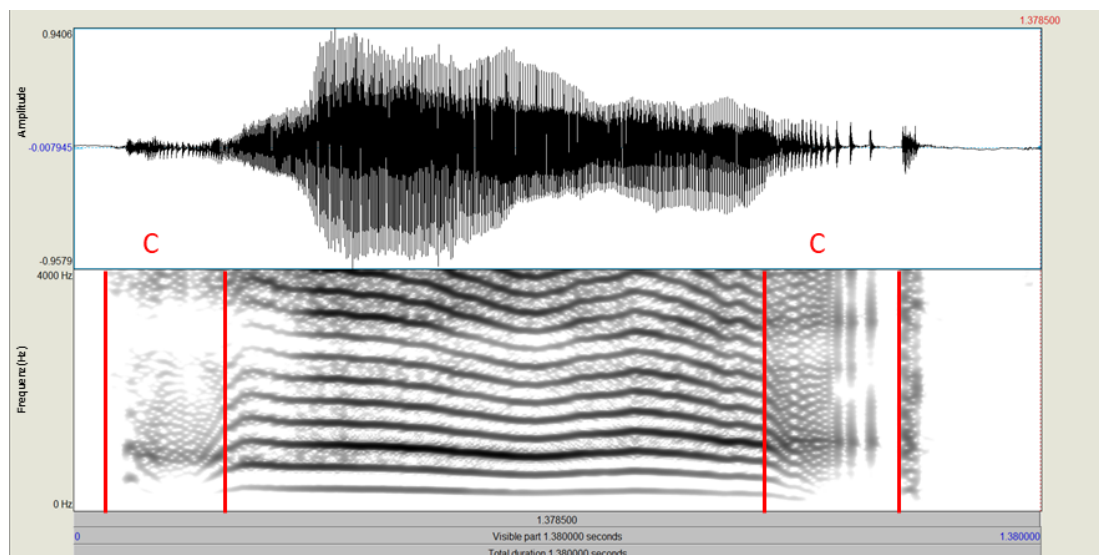 1.378500
0.9406
Amplitude
-0.007945
C
C
-0.9579
4000 Hz
Frequenz(Hz)
0 Hz
1.378500
0 Visible part 1.380000 seconds 1.380000
Total duration 1.380000 seconds